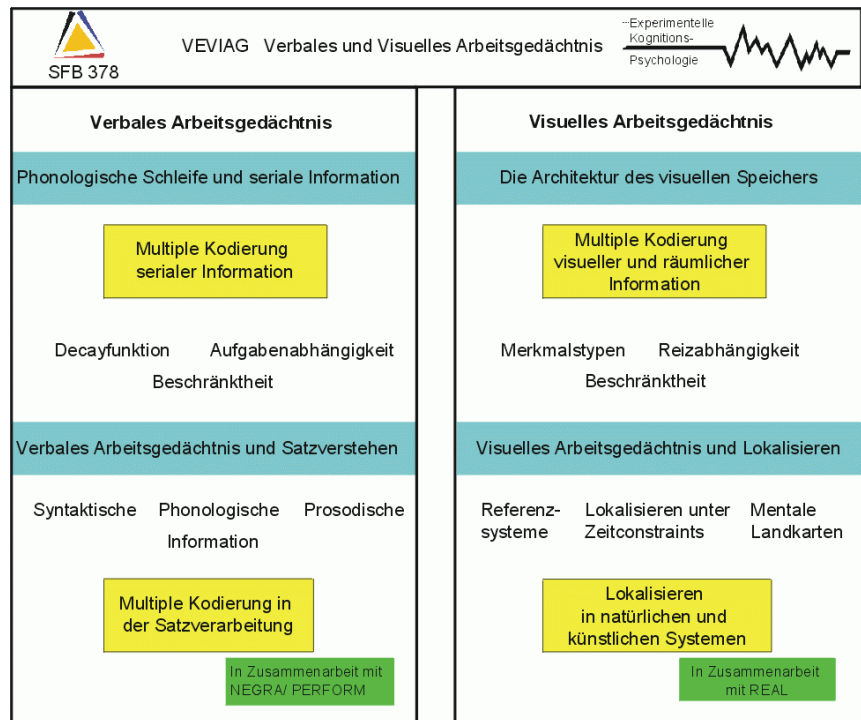 SFB 378
VEVIAG Verbales und Visuelles Arbeitsgedächtnis
Experimentelle
Kognitions-
Psychologie
Verbales Arbeitsgedächtnis
Phonologische Schleife und seriale Information
Multiple Kodierung
serialer Information
Decayfunktion Aufgabenabhängigkeit
Beschränktheit
Verbales Arbeitsgedächtnis und Satzverstehen
Syntaktische Phonologische Prosodische
Information
Multiple Kodierung in
der Satzverarbeitung
In Zusammenarbeit mit
NEGRA/ PERFORM
Visuelles Arbeitsgedächtnis
Die Architektur des visuellen Speichers
Multiple Kodierung
visueller und räumlicher
Information
Merkmalstypen Reizabhängigkeit
Beschränktheit
Visuelles Arbeitsgedächtnis und Lokalisieren
Referenz- Lokalisieren unter Mentale
systeme Zeitconstraints Landkarten
Lokalisieren
in natürlichen und
künstlichen Systemen
In Zusammenarbeit
mit REAL